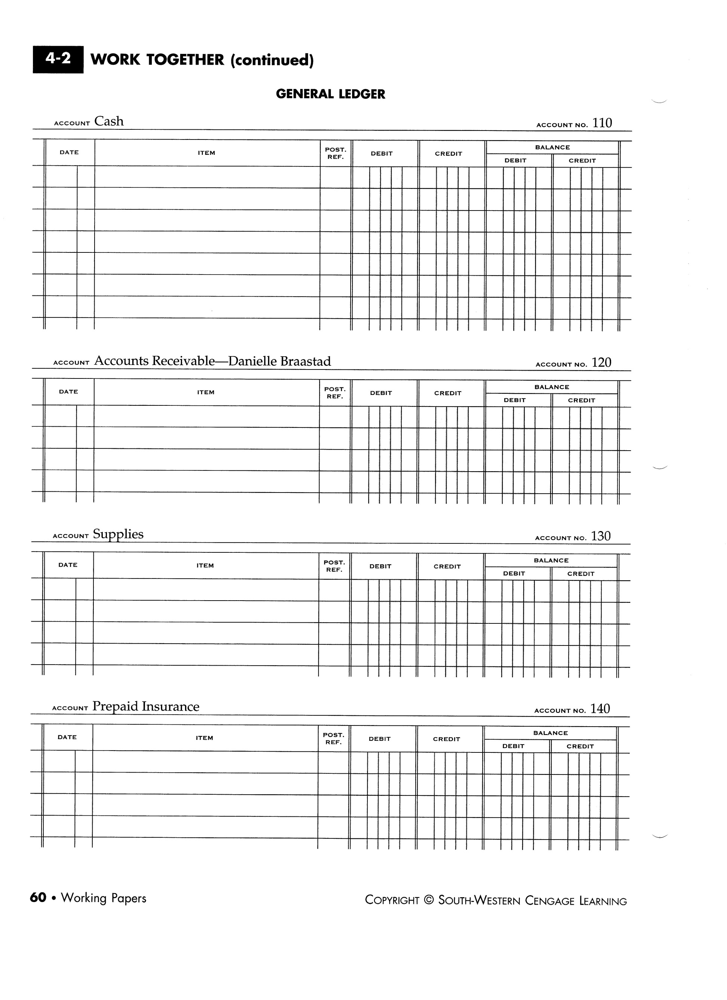 4-2 WORK TOGETHER (continued)
GENERAL LEDGER
ACCOUNT Cash ACCOUNT NO. 110
DATE ITEM POST. REF. DEBIT CREDIT BALANCE
DEBIT CREDIT
ACCOUNT Accounts Receivable—Danielle Braastad ACCOUNT NO. 120
DATE ITEM POST. REF. DEBIT CREDIT BALANCE
DEBIT CREDIT
ACCOUNT Supplies ACCOUNT NO. 130
DATE ITEM POST. REF. DEBIT CREDIT BALANCE
DEBIT CREDIT
ACCOUNT Prepaid Insurance ACCOUNT NO. 140
DATE ITEM POST. REF. DEBIT CREDIT BALANCE
DEBIT CREDIT
60 • Working Papers COPYRIGHT © SOUTH-WESTERN CENGAGE LEARNING